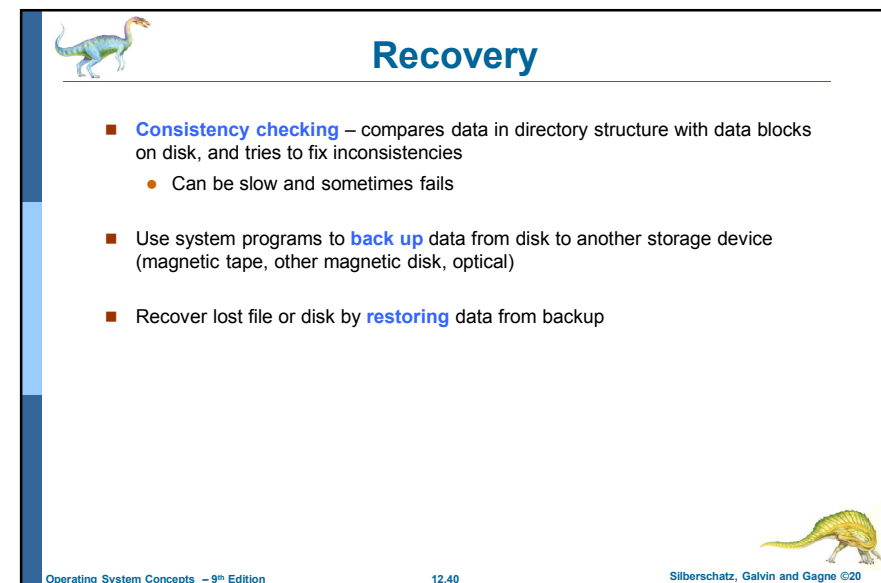 Recovery
■ Consistency checking – compares data in directory structure with data blocks
on disk, and tries to fix inconsistencies
● Can be slow and sometimes fails
■ Use system programs to back up data from disk to another storage device
(magnetic tape, other magnetic disk, optical)
■ Recover lost file or disk by restoring data from backup
Operating System Concepts – 9th Edition 12.40 Silberschatz, Galvin and Gagne ©20